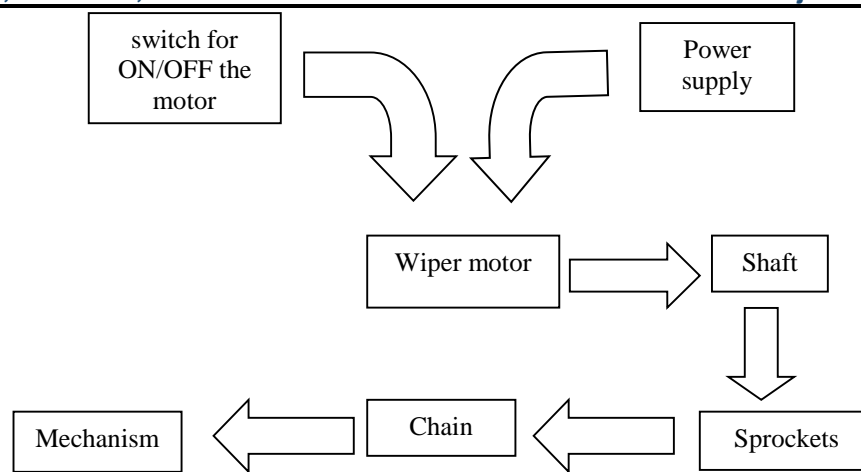 switch for
ON/OFF the
motor
Power
supply
Wiper motor
Shaft
Mechanism
Chain
Sprockets